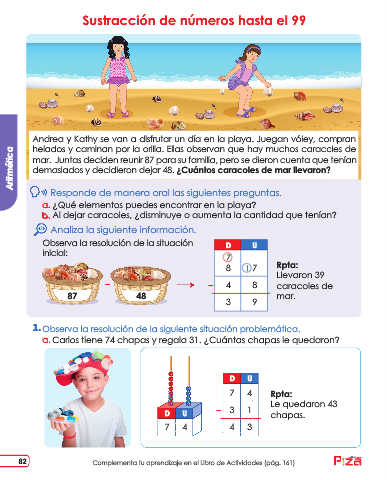 Sustracción de números hasta el 99
Andrea y Kathy se van a disfrutar un día en la playa. Juegan vóley, compran
helados y caminan por la orilla. Ellas observan que hay muchos caracoles de
mar. Juntas deciden reunir 87 para su familia, pero se dieron cuenta que tenían
demasiados y decidieron dejar 48. ¿Cuántos caracoles de mar llevaron?
Aritmética
Responde de manera oral las siguientes preguntas.
a. ¿Qué elementos puedes encontrar en la playa?
b. Al dejar caracoles, ¿disminuye o aumenta la cantidad que tenían?
Analiza la siguiente información.
Observa la resolución de la situación
inicial:
87 - 48
D U
7
8 1 7
- 4 8
3 9
Rpta:
Llevaron 39
caracoles de
mar.
1. Observa la resolución de la siguiente situación problemática.
a. Carlos tiene 74 chapas y regala 31. ¿Cuántas chapas le quedaron?
D U
7 4
D U
7 4
- 3 1
4 3
Rpta:
Le quedaron 43
chapas.
82
Complementa tu aprendizaje en el Libro de Actividades (pág. 161)